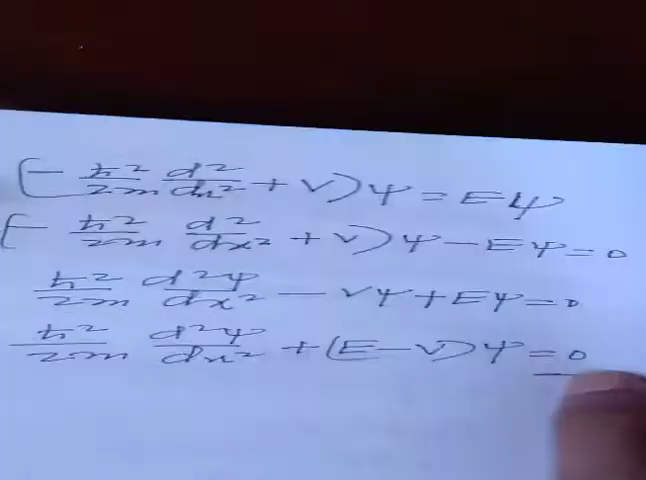 (- ℏ²/2m d²/dx² + V)ψ = Eψ
(- ℏ²/2m d²/dx² + V)ψ - Eψ = 0
ℏ²/2m d²ψ/dx² - Vψ + Eψ = 0
ℏ²/2m d²ψ/dx² + (E - V)ψ = 0